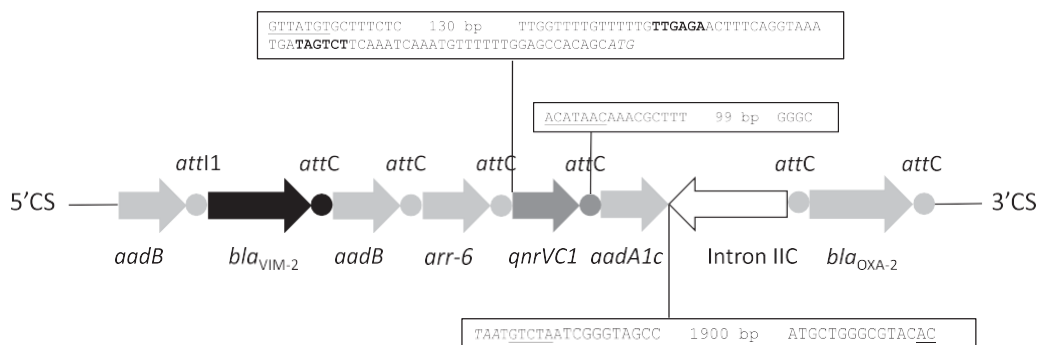 GTTATGTGCTTTCTC 130 bp TTGGTTTTGTTTTTGTTGAGAACTTTCAGGTAAA
TGATAGTCTTCAAATCAAATGTTTTTTGGAGCCACAGCATG
ACATAACAAACGCTTT 99 bp GGGC
attI1 attC attC attC attC attC attC
5'CS 3'CS
aadB blaVIM-2 aadB arr-6 qnrVC1 aadA1c Intron IIC blaOXA-2
TAATGTCTAATCGGGTAGCC 1900 bp ATGCTGGGCGTACAC